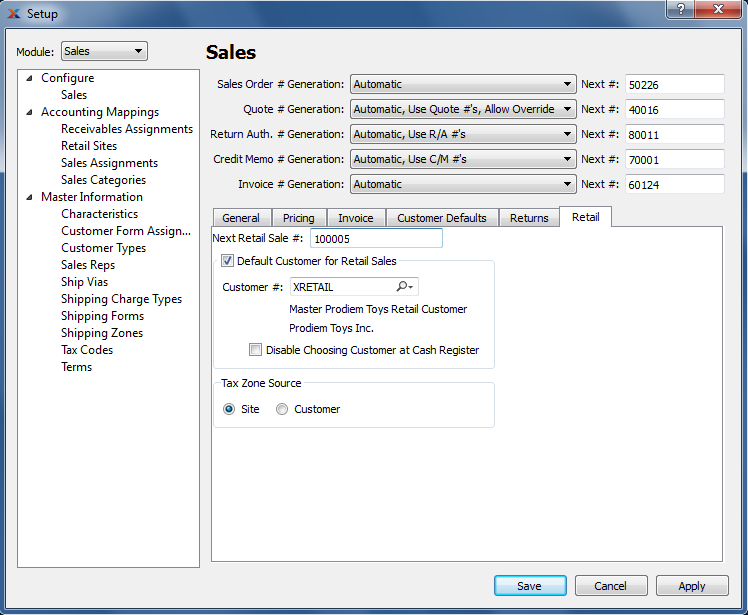 Setup
?
Module: Sales
Configure
Sales
Accounting Mappings
Receivables Assignments
Retail Sites
Sales Assignments
Sales Categories
Master Information
Characteristics
Customer Form Assign...
Customer Types
Sales Reps
Ship Vias
Shipping Charge Types
Shipping Forms
Shipping Zones
Tax Codes
Terms
Sales
Sales Order # Generation: Automatic Next #: 50226
Quote # Generation: Automatic, Use Quote #'s, Allow Override Next #: 40016
Return Auth. # Generation: Automatic, Use R/A #'s Next #: 80011
Credit Memo # Generation: Automatic, Use C/M #'s Next #: 70001
Invoice # Generation: Automatic Next #: 60124
General Pricing Invoice Customer Defaults Returns Retail
Next Retail Sale #: 100005
Default Customer for Retail Sales
Customer #: XRETAIL
Master Prodiem Toys Retail Customer
Prodiem Toys Inc.
Disable Choosing Customer at Cash Register
Tax Zone Source
Site Customer
Save Cancel Apply